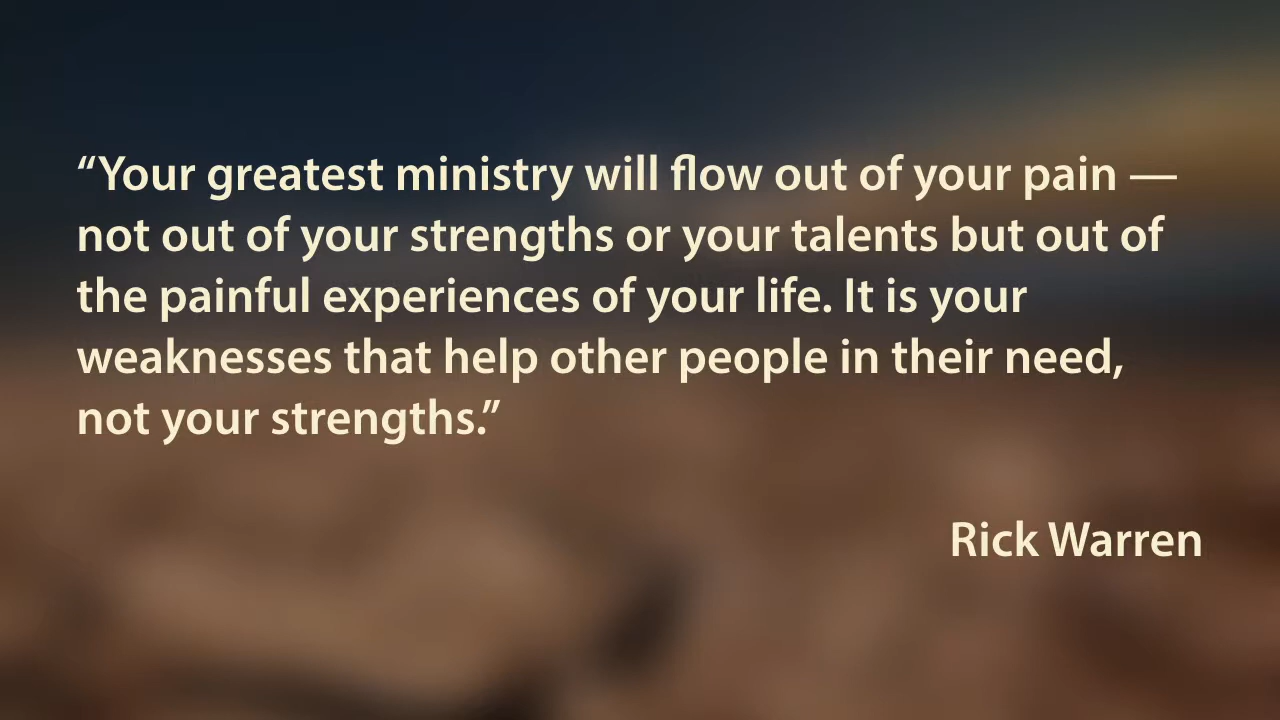 “Your greatest ministry will flow out of your pain —
not out of your strengths or your talents but out of
the painful experiences of your life. It is your
weaknesses that help other people in their need,
not your strengths.”
Rick Warren